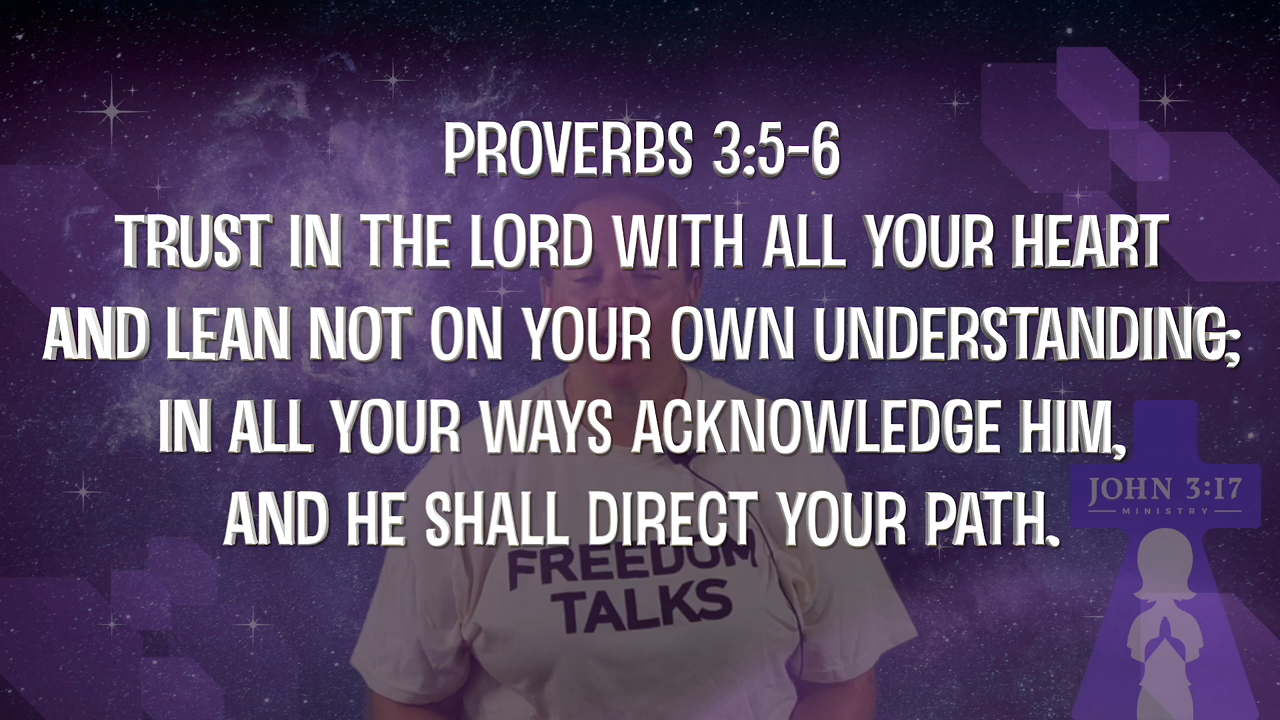 PROVERBS 3:5-6
TRUST IN THE LORD WITH ALL YOUR HEART
AND LEAN NOT ON YOUR OWN UNDERSTANDING;
IN ALL YOUR WAYS ACKNOWLEDGE HIM,
AND HE SHALL DIRECT YOUR PATH.
JOHN 3:17
MINISTRY
FREEDOM
TALKS